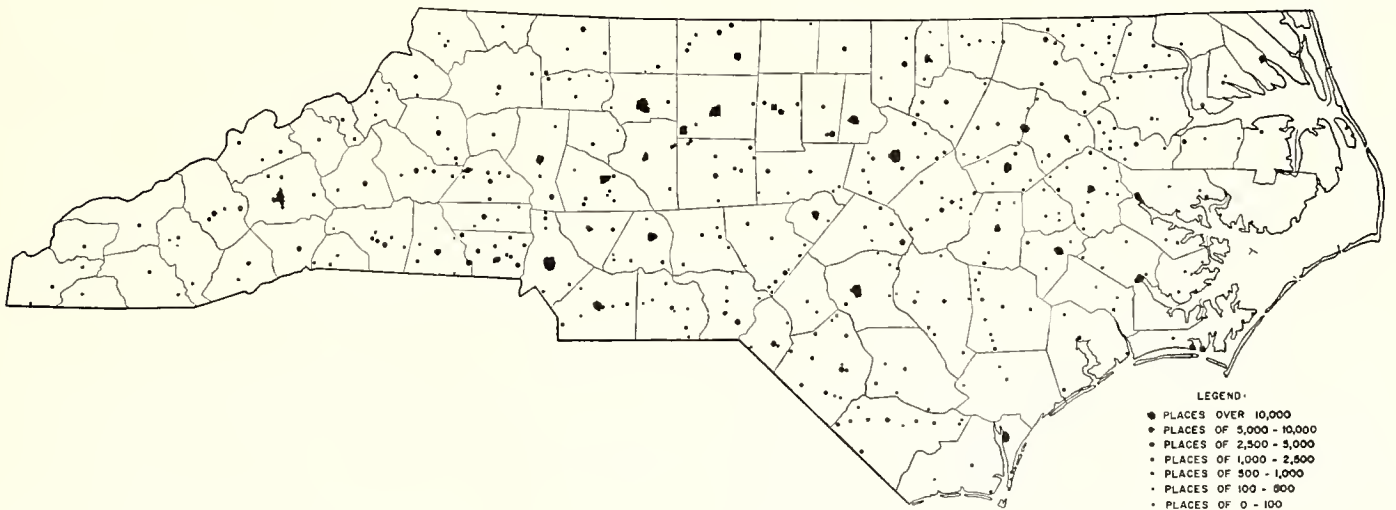 LEGEND:
PLACES OVER 10,000
PLACES OF 5,000 - 10,000
PLACES OF 2,500 - 5,000
PLACES OF 1,000 - 2,500
PLACES OF 500 - 1,000
PLACES OF 100 - 500
PLACES OF 0 - 100